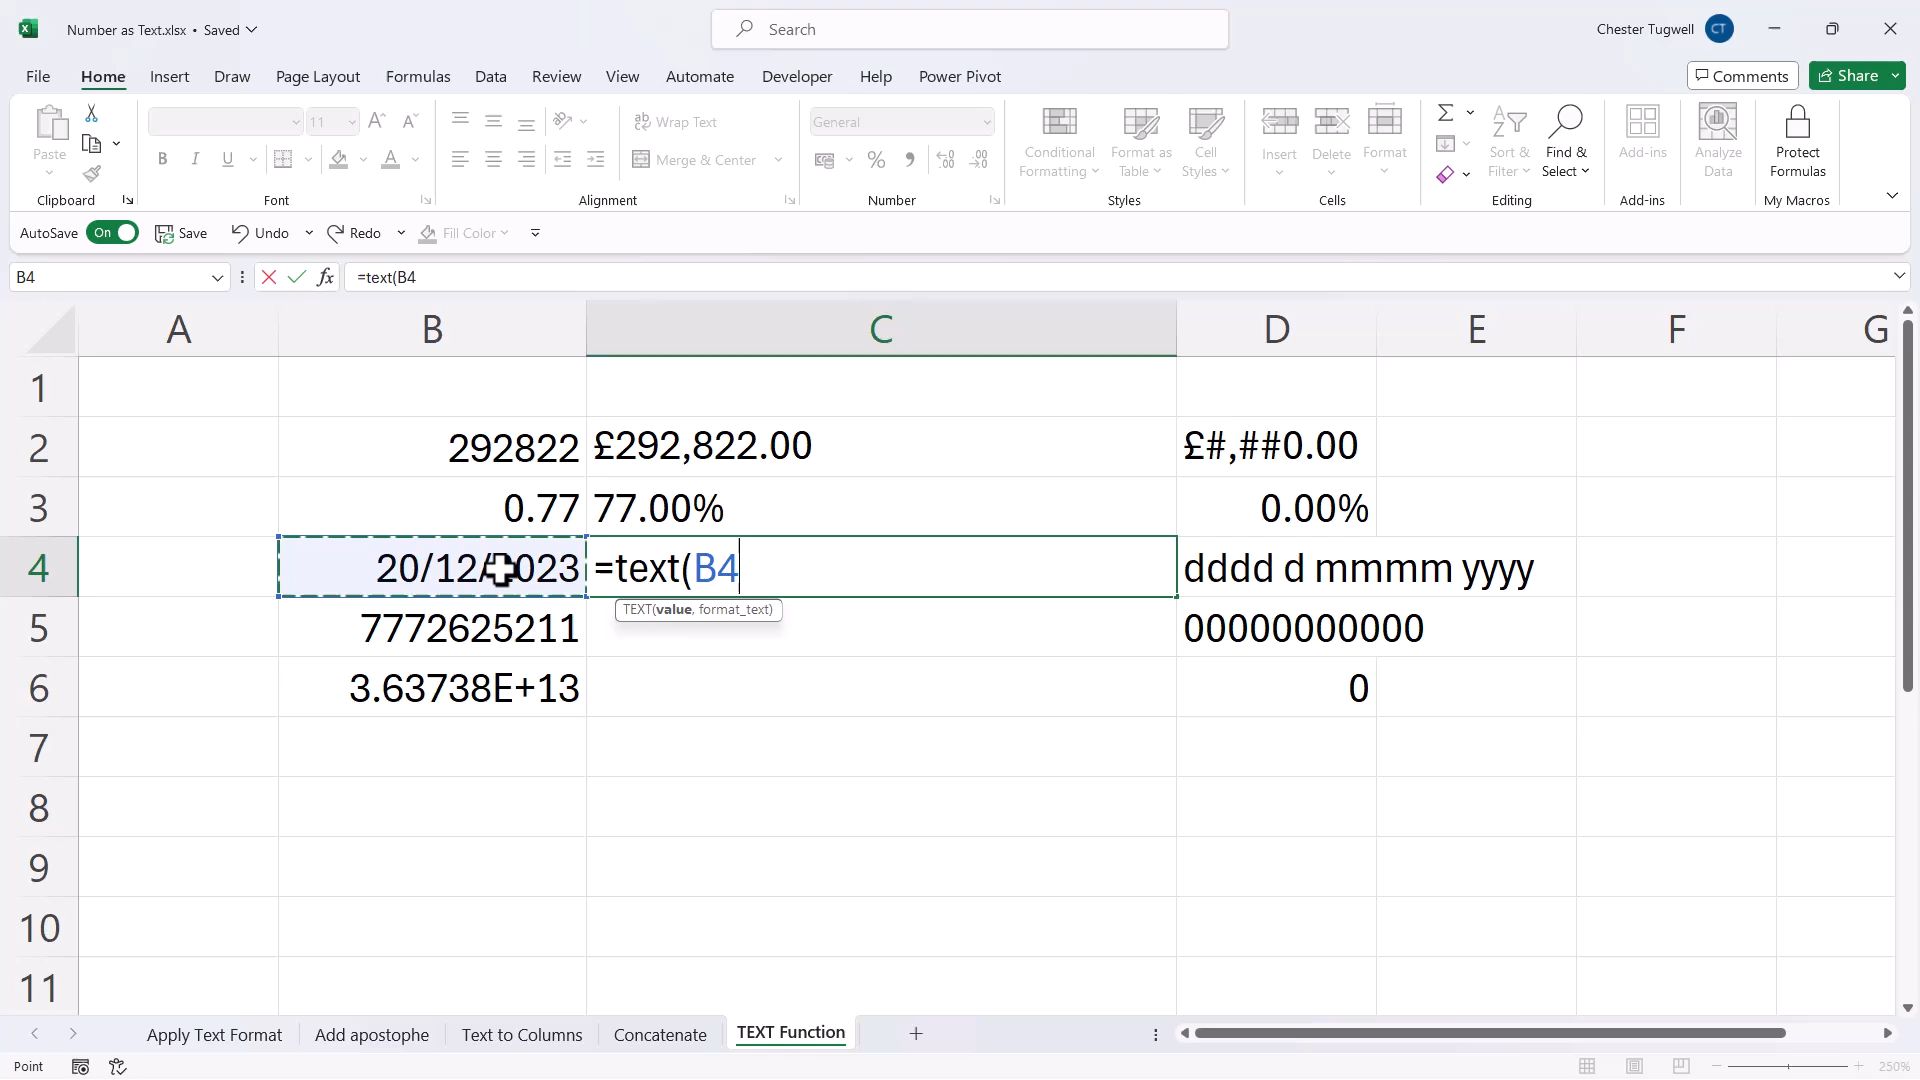 Number as Text.xlsx • Saved
Search
Chester Tugwell
CT
File
Home
Insert
Draw
Page Layout
Formulas
Data
Review
View
Automate
Developer
Help
Power Pivot
Comments
Share
Paste
Clipboard
11
B I U
Font
Wrap Text
Merge & Center
Alignment
General
Number
Conditional Formatting
Format as Table
Cell Styles
Styles
Insert
Delete
Format
Cells
Sort & Filter
Find & Select
Editing
Add-ins
Add-ins
Analyze Data
Protect Formulas
My Macros
AutoSave On
Save
Undo
Redo
Fill Color
B4
fx
=text(B4
A B C D E F G
1
2 292822 £292,822.00 £#,##0.00
3 0.77 77.00% 0.00%
4 20/12/2023 =text(B4 dddd d mmmm yyyy
TEXT(value, format_text)
5 7772625211 00000000000
6 3.63738E+13 0
7
8
9
10
11
Apply Text Format
Add apostophe
Text to Columns
Concatenate
TEXT Function
Point
250%